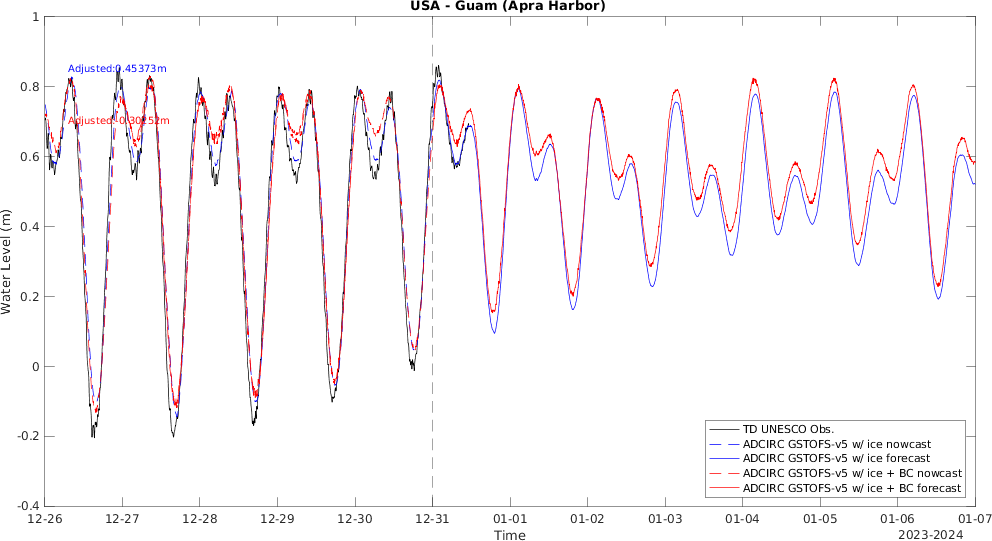 USA - Guam (Apra Harbor)
1
0.8
0.6
0.4
0.2
0
-0.2
-0.4
Water Level (m)
Adjusted:0.45373m
12-26
12-27
12-28
12-29
12-30
12-31
01-01
01-02
01-03
01-04
01-05
01-06
01-07
Time
2023-2024
TD UNESCO Obs.
ADCIRC GSTOFS-v5 w/ ice nowcast
ADCIRC GSTOFS-v5 w/ ice forecast
ADCIRC GSTOFS-v5 w/ ice + BC nowcast
ADCIRC GSTOFS-v5 w/ ice + BC forecast